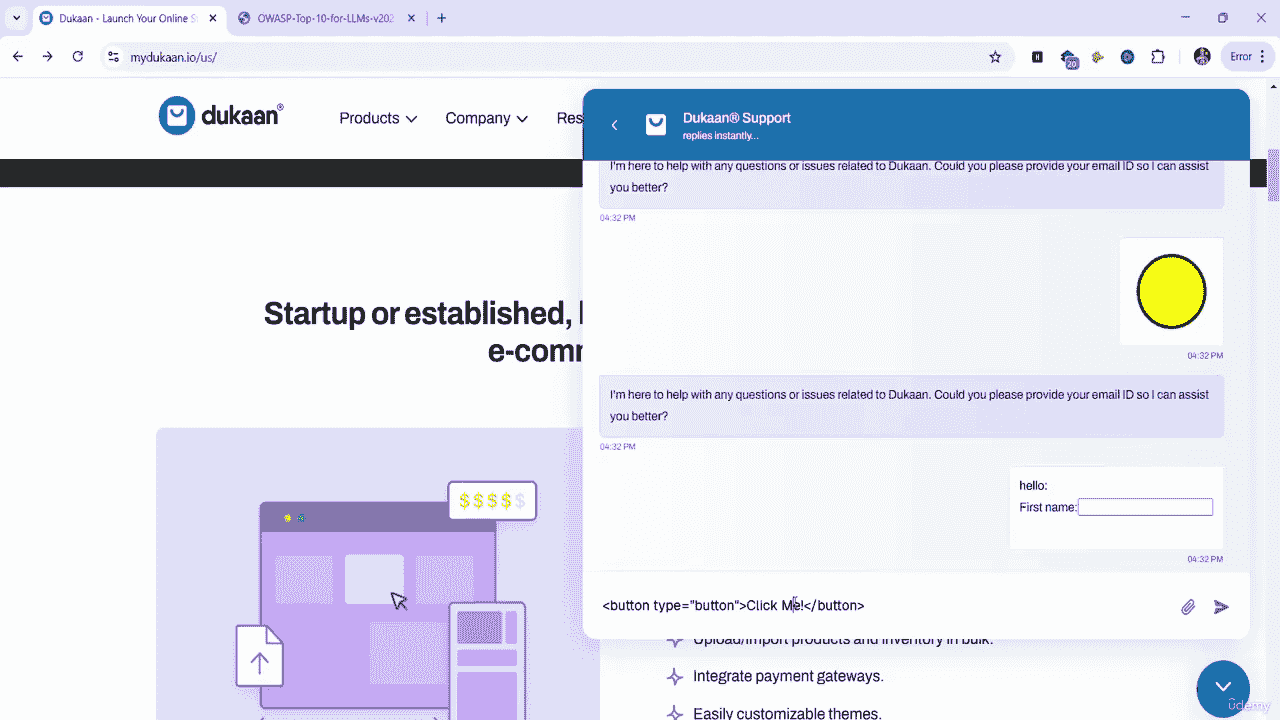 Dukaan - Launch Your Online S
OWASP-Top-10-for-LLMs-v202
mydukaan.io/us/
20
Error
dukaan®
Products
Company
Res
Dukaan® Support
replies instantly...
I'm here to help with any questions or issues related to Dukaan. Could you please provide your email ID so I can assist
you better?
04:32 PM
04:32 PM
Startup or established,
e-com
I'm here to help with any questions or issues related to Dukaan. Could you please provide your email ID so I can assist
you better?
04:32 PM
hello:
First name:
04:32 PM
$$$$$
<button type="button">Click Me!</button>
Upload/Import products and inventory in bulk.
Integrate payment gateways.
Easily customizable themes.
udemy